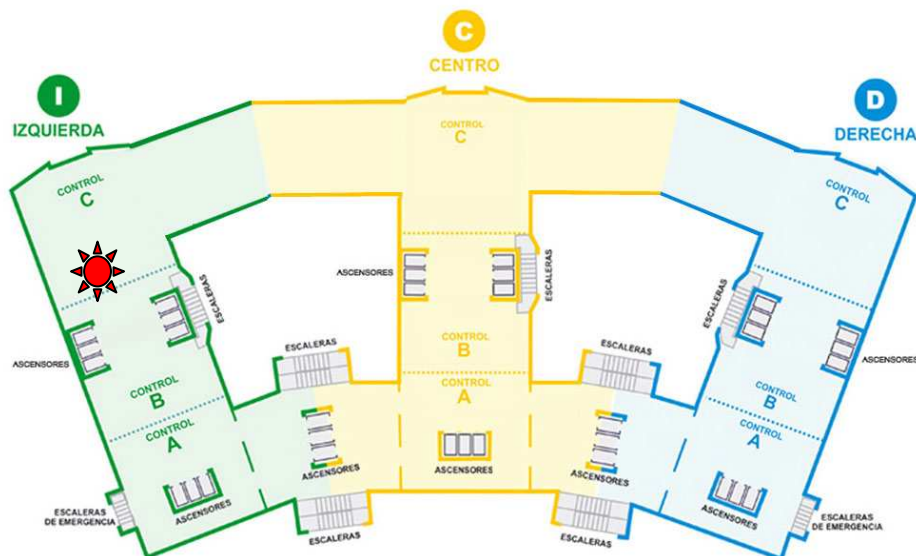 C
CENTRO
I
IZQUIERDA
D
DERECHA
CONTROL
C
CONTROL
C
CONTROL
C
ASCENSORES
ESCALERAS
ESCALERAS
ESCALERAS
ASCENSORES
ASCENSORES
ESCALERAS
ESCALERAS
CONTROL
B
CONTROL
B
CONTROL
B
CONTROL
A
CONTROL
A
CONTROL
A
ASCENSORES
ASCENSORES
ASCENSORES
ASCENSORES
ASCENSORES
ESCALERAS
DE EMERGENCIA
ESCALERAS
DE EMERGENCIA
ESCALERAS
ESCALERAS